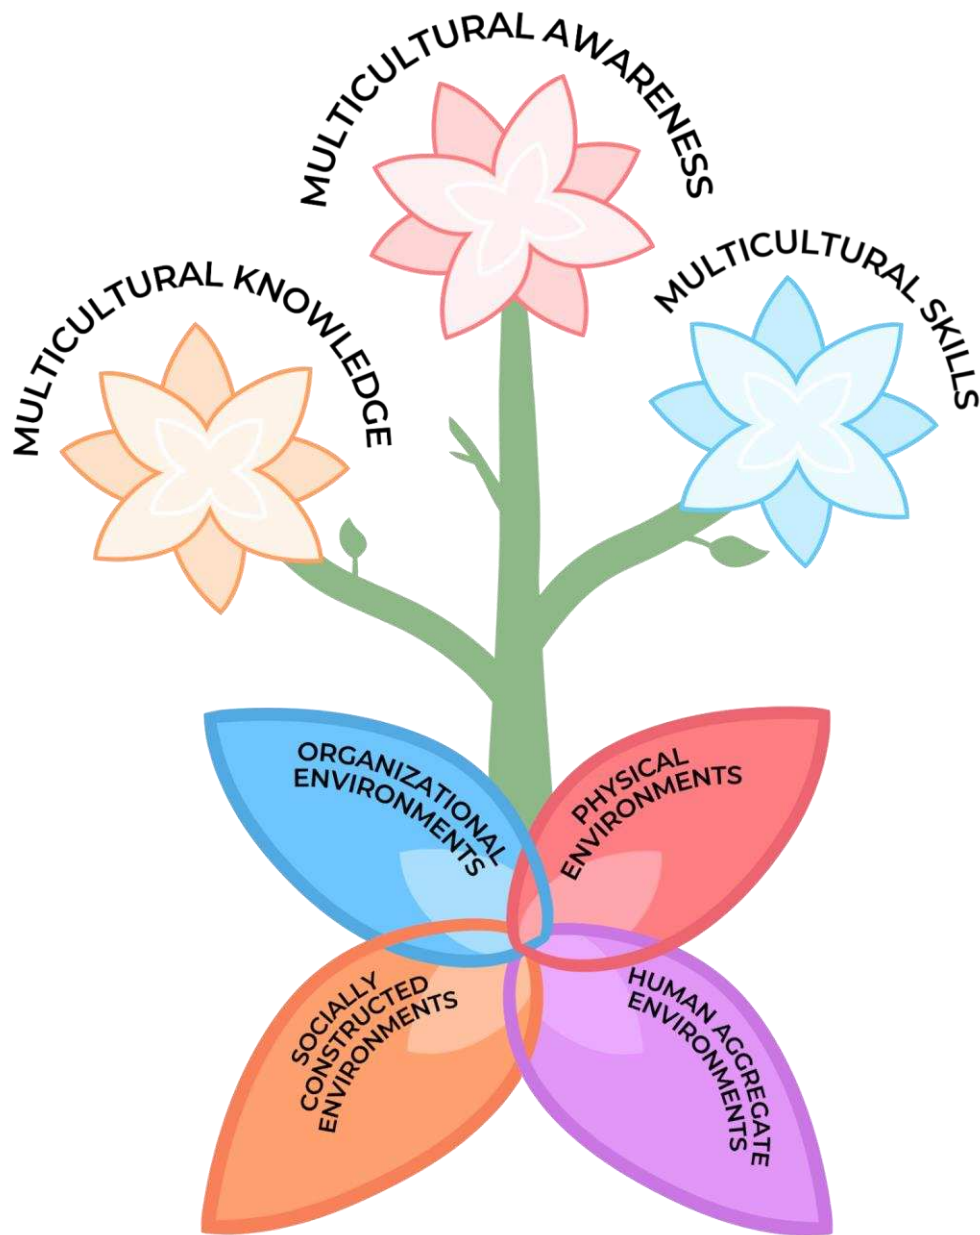 MULTICULTURAL AWARENESS
MULTICULTURAL KNOWLEDGE
MULTICULTURAL SKILLS
ORGANIZATIONAL
ENVIRONMENTS
PHYSICAL
ENVIRONMENTS
SOCIALLY
CONSTRUCTED
ENVIRONMENTS
HUMAN AGGREGATE
ENVIRONMENTS